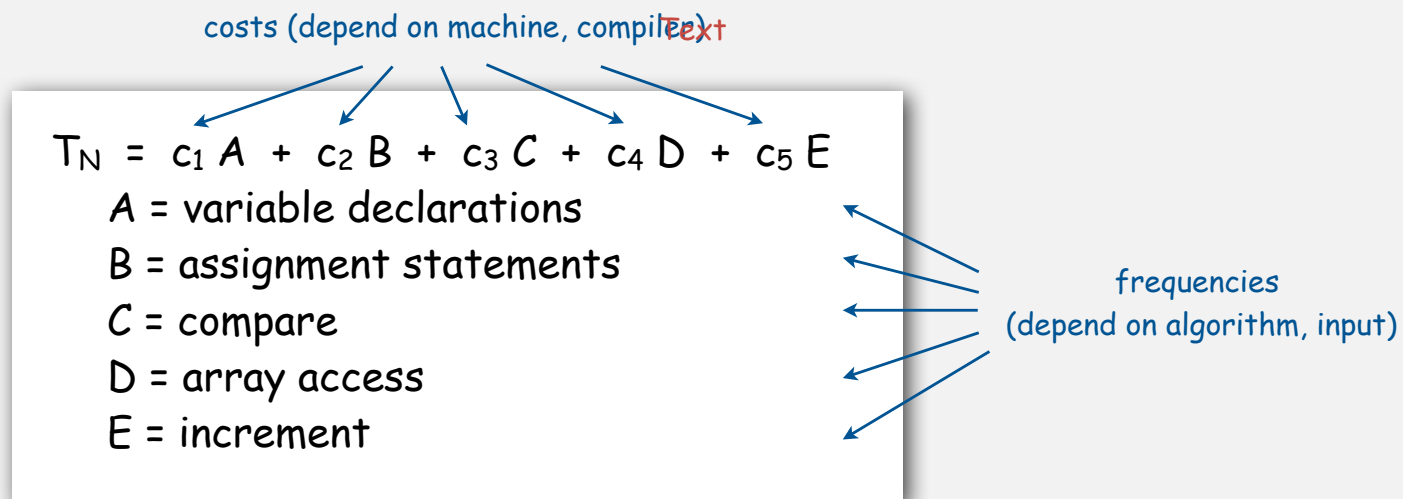 costs (depend on machine, compiler)
Text
T_N = c₁ A + c₂ B + c₃ C + c₄ D + c₅ E
A = variable declarations
B = assignment statements
C = compare
D = array access
E = increment
frequencies
(depend on algorithm, input)